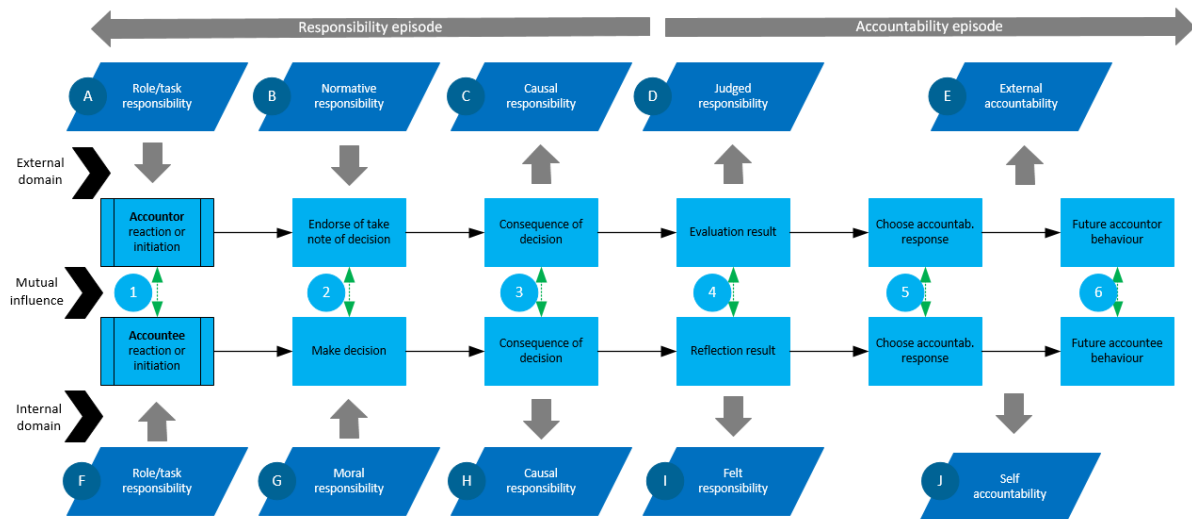 Responsibility episode
Accountability episode
A
Role/task
responsibility
B
Normative
responsibility
C
Causal
responsibility
D
Judged
responsibility
E
External
accountability
External
domain
Accountor
reaction or
initiation
Endorse of take
note of decision
Consequence of
decision
Evaluation result
Choose accountab.
response
Future accountor
behaviour
Mutual
influence
1
2
3
4
5
6
Accountee
reaction or
initiation
Make decision
Consequence of
decision
Reflection result
Choose accountab.
response
Future accountee
behaviour
Internal
domain
F
Role/task
responsibility
G
Moral
responsibility
H
Causal
responsibility
I
Felt
responsibility
J
Self
accountability